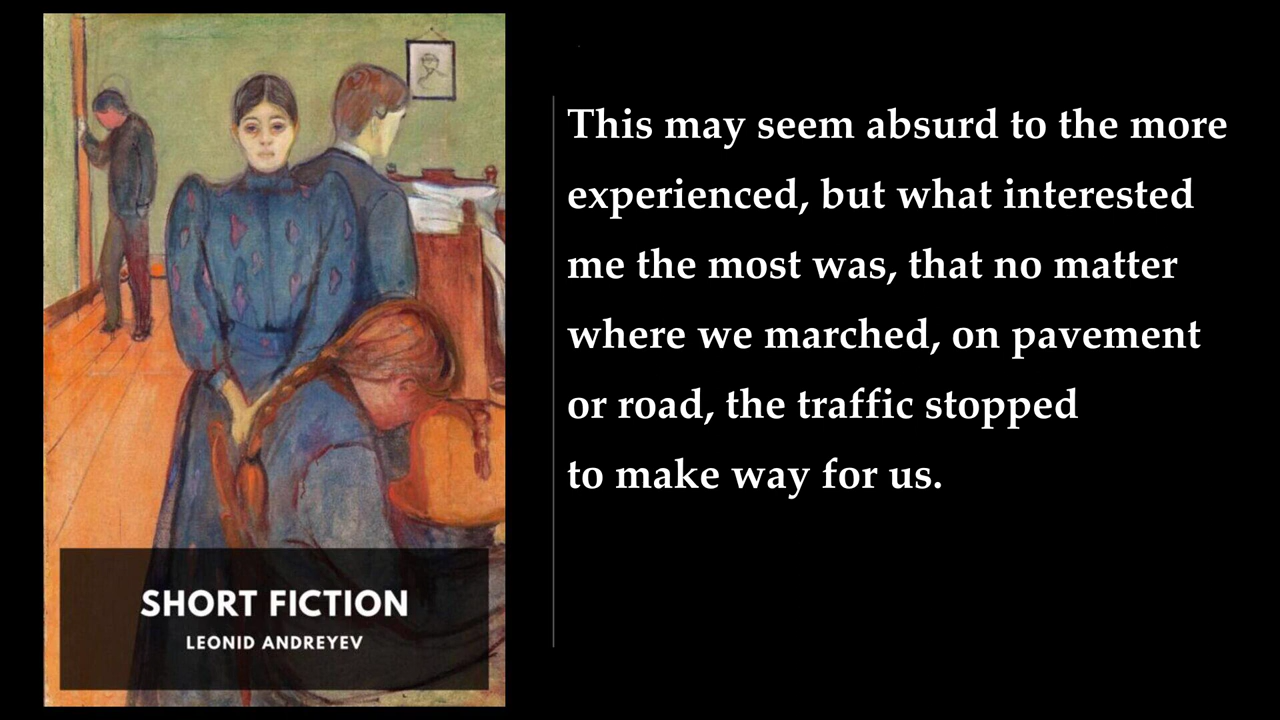 SHORT FICTION
LEONID ANDREYEV
This may seem absurd to the more
experienced, but what interested
me the most was, that no matter
where we marched, on pavement
or road, the traffic stopped
to make way for us.